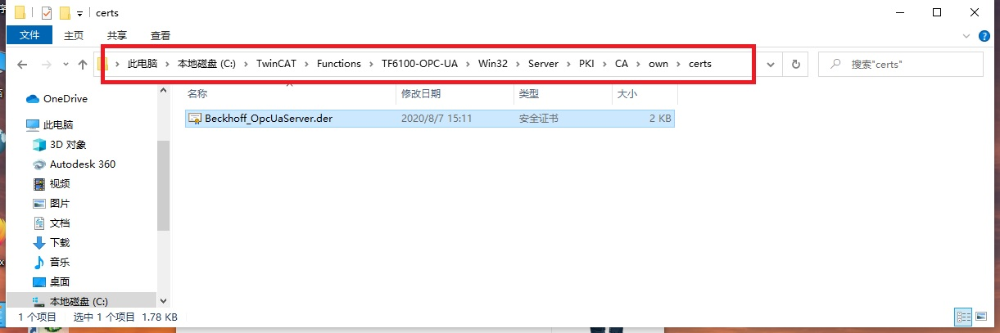 certs
文件 主页 共享 查看
此电脑 本地磁盘 (C:) TwinCAT Functions TF6100-OPC-UA Win32 Server PKI CA own certs
搜索"certs"
名称 修改日期 类型 大小
Beckhoff_OpcUaServer.der 2020/8/7 15:11 安全证书 2 KB
OneDrive
此电脑
3D 对象
Autodesk 360
视频
图片
文档
下载
音乐
桌面
本地磁盘 (C:)
1 个项目 选中 1 个项目 1.78 KB